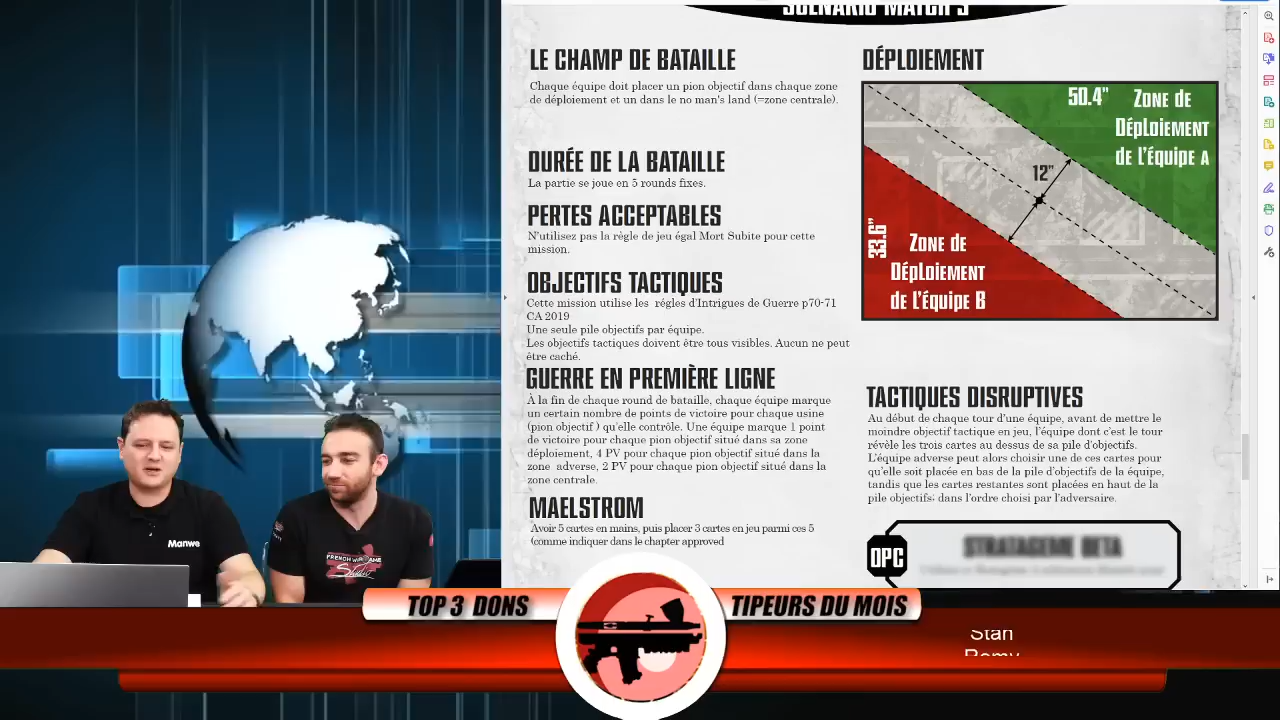 SCENARIO MATCH 3
LE CHAMP DE BATAILLE
Chaque équipe doit placer un pion objectif dans chaque zone
de déploiement et un dans le no man's land (=zone centrale).
DURÉE DE LA BATAILLE
La partie se joue en 5 rounds fixes.
PERTES ACCEPTABLES
N'utilisez pas la règle de jeu égal Mort Subite pour cette
mission.
OBJECTIFS TACTIQUES
Cette mission utilise les règles d'Intrigues de Guerre p70-71
CA 2019
Une seule pile objectifs par équipe.
Les objectifs tactiques doivent être tous visibles. Aucun ne peut
être caché.
GUERRE EN PREMIÈRE LIGNE
À la fin de chaque round de bataille, chaque équipe marque
un certain nombre de points de victoire pour chaque usine
(pion objectif ) qu'elle contrôle. Une équipe marque 1 point
de victoire pour chaque pion objectif situé dans sa zone
déploiement, 4 PV pour chaque pion objectif situé dans la
zone adverse, 2 PV pour chaque pion objectif situé dans la
zone centrale.
MAELSTROM
Avoir 5 cartes en mains, puis placer 3 cartes en jeu parmi ces 5
(comme indiquer dans le chapter approved
DÉPLOIEMENT
50.4"
ZONE DE
DÉPLOIEMENT
DE L'ÉQUIPE A
12"
33.6"
ZONE DE
DÉPLOIEMENT
DE L'ÉQUIPE B
TACTIQUES DISRUPTIVES
Au début de chaque tour d'une équipe, avant de mettre le
moindre objectif tactique en jeu, l'équipe dont c'est le tour
révèle les trois cartes au dessus de sa pile d'objectifs.
L'équipe adverse peut alors choisir une de ces cartes pour
qu'elle soit placée en bas de la pile d'objectifs de la équipe,
tandis que les cartes restantes sont placées en haut de la
pile objectifs; dans l'ordre choisi par l'adversaire.
0PC
STRATAGEME BETA
Manwe
FRENCH WARGAME
Studio
TOP 3 DONS
TIPEURS DU MOIS
Stan
Remy